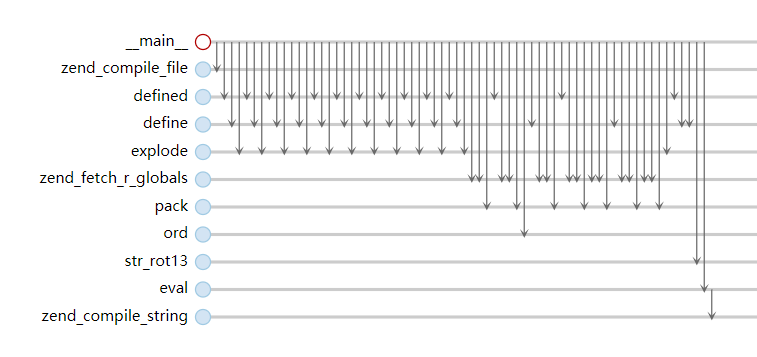 __main__
zend_compile_file
defined
define
explode
zend_fetch_r_globals
pack
ord
str_rot13
eval
zend_compile_string